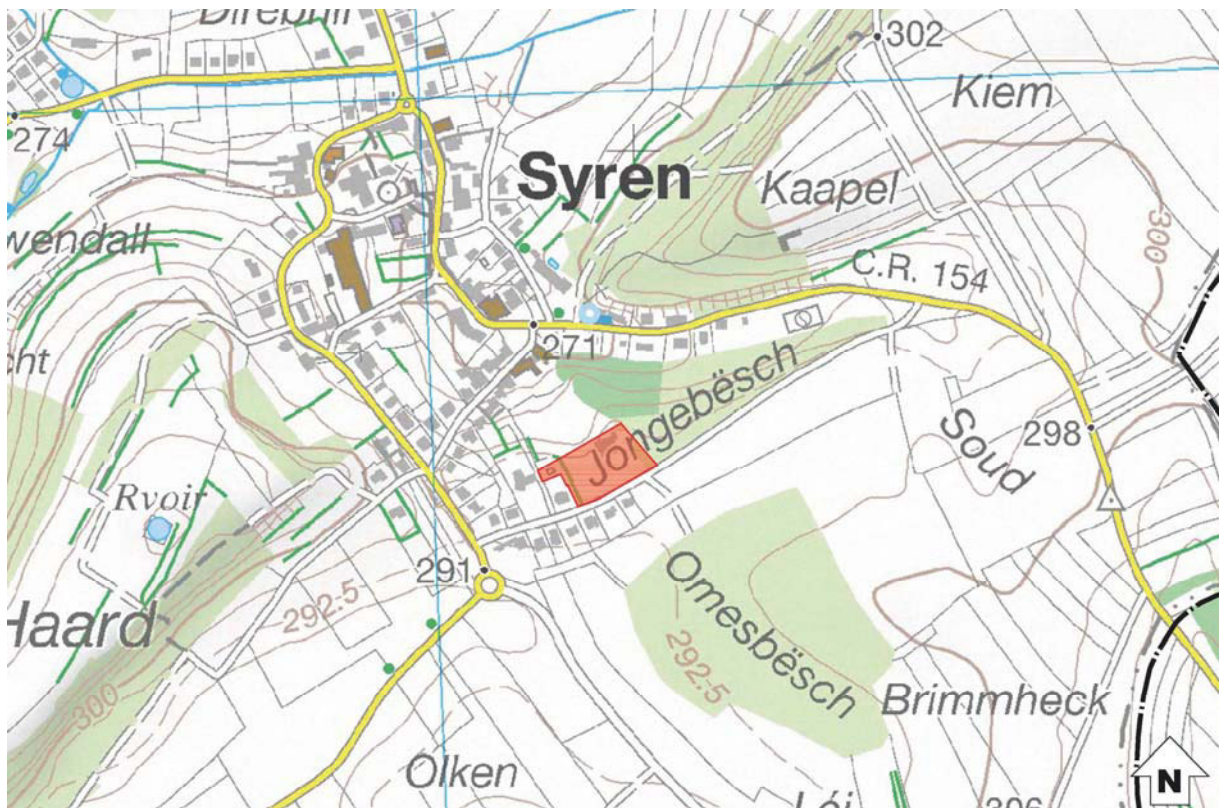 302
Kiem
274
Syren
Kaapel
300
wendall
C.R. 154
271
cht
Jongebësch
Soud
298
Rvoir
291
Omesbësch
292.5
292.5
Haard
Brimmheck
300
Ölken
N